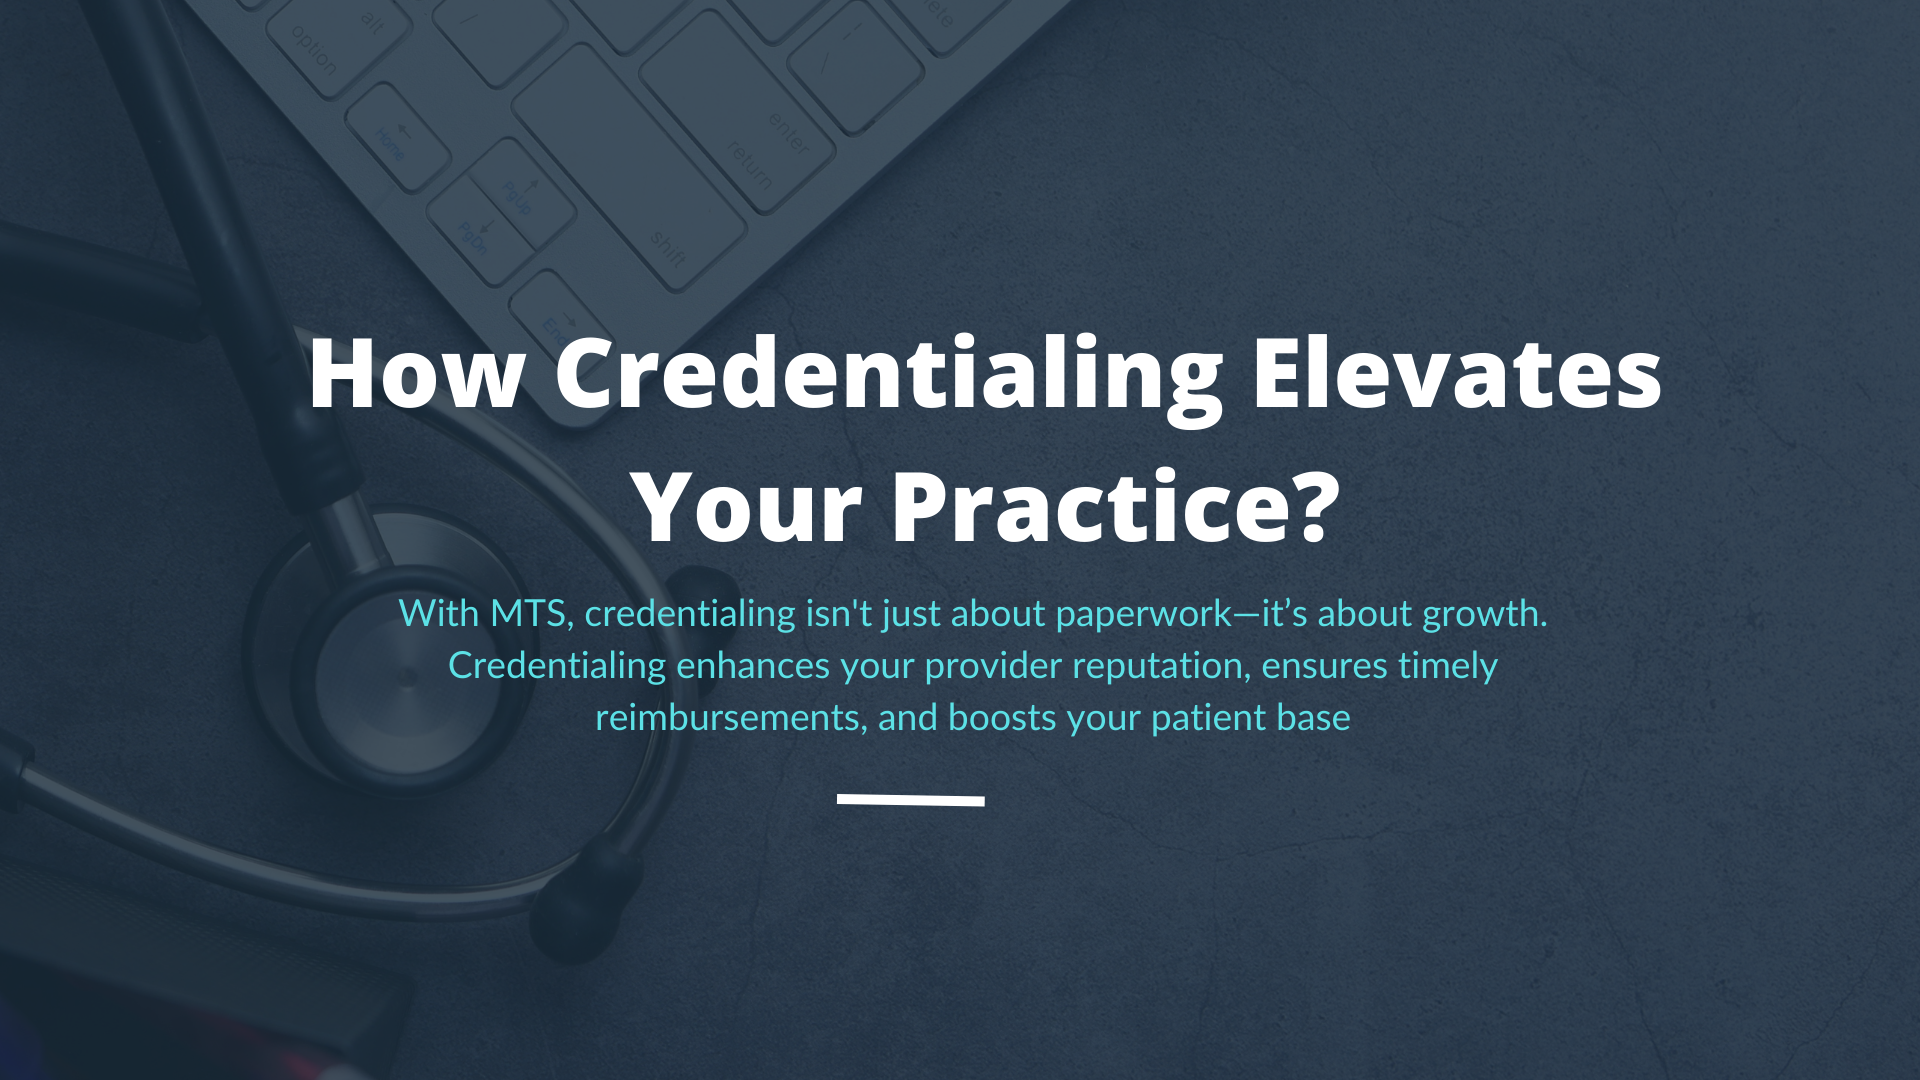 alt
option
/
delete
Home
enter
return
PgUp
PgDn
shift
End
How Credentialing Elevates
Your Practice?
With MTS, credentialing isn't just about paperwork—it’s about growth.
Credentialing enhances your provider reputation, ensures timely
reimbursements, and boosts your patient base